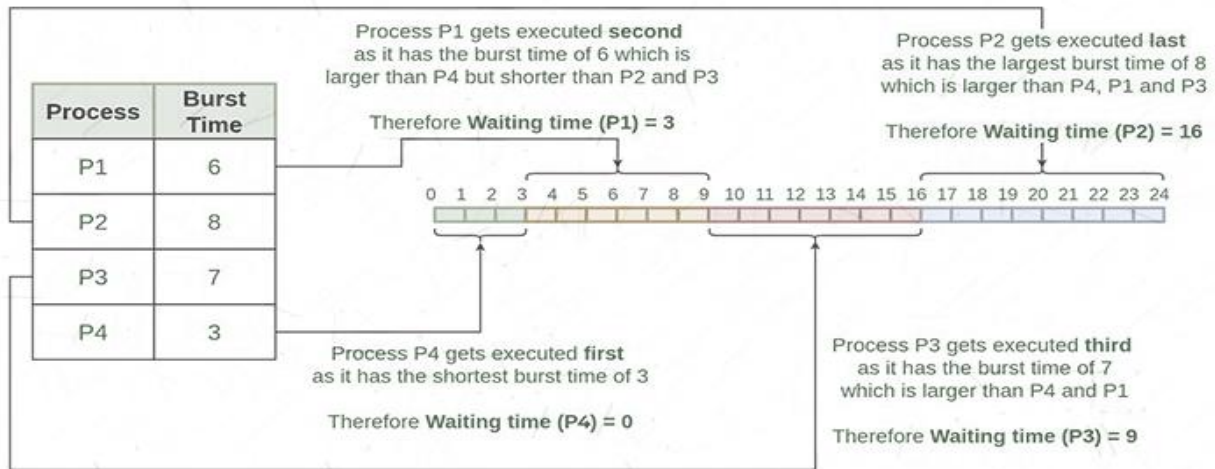 Process P1 gets executed second
as it has the burst time of 6 which is
larger than P4 but shorter than P2 and P3
Therefore Waiting time (P1) = 3
Process P2 gets executed last
as it has the largest burst time of 8
which is larger than P4, P1 and P3
Therefore Waiting time (P2) = 16
Process Burst Time
P1 6
P2 8
P3 7
P4 3
0 1 2 3 4 5 6 7 8 9 10 11 12 13 14 15 16 17 18 19 20 21 22 23 24
Process P4 gets executed first
as it has the shortest burst time of 3
Therefore Waiting time (P4) = 0
Process P3 gets executed third
as it has the burst time of 7
which is larger than P4 and P1
Therefore Waiting time (P3) = 9